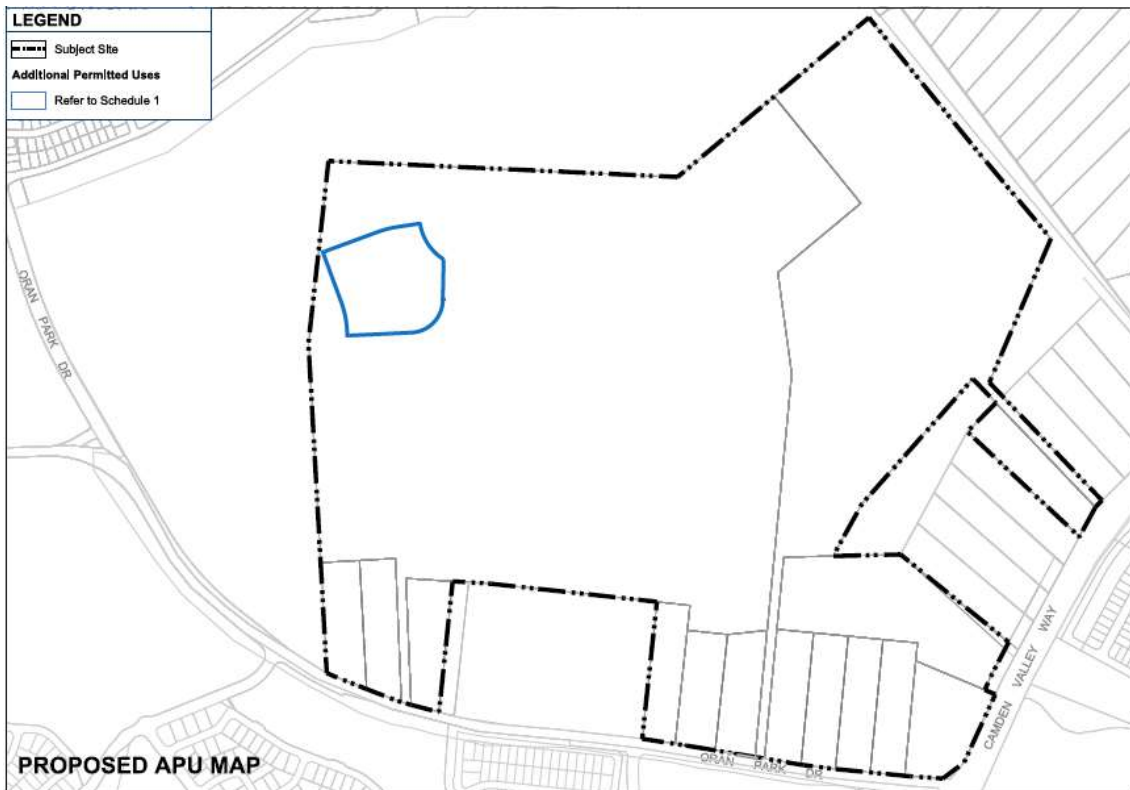 LEGEND
Subject Site
Additional Permitted Uses
Refer to Schedule 1
ORAN PARK DR
CAMDEN VALLEY WAY
ORAN PARK DR
PROPOSED APU MAP